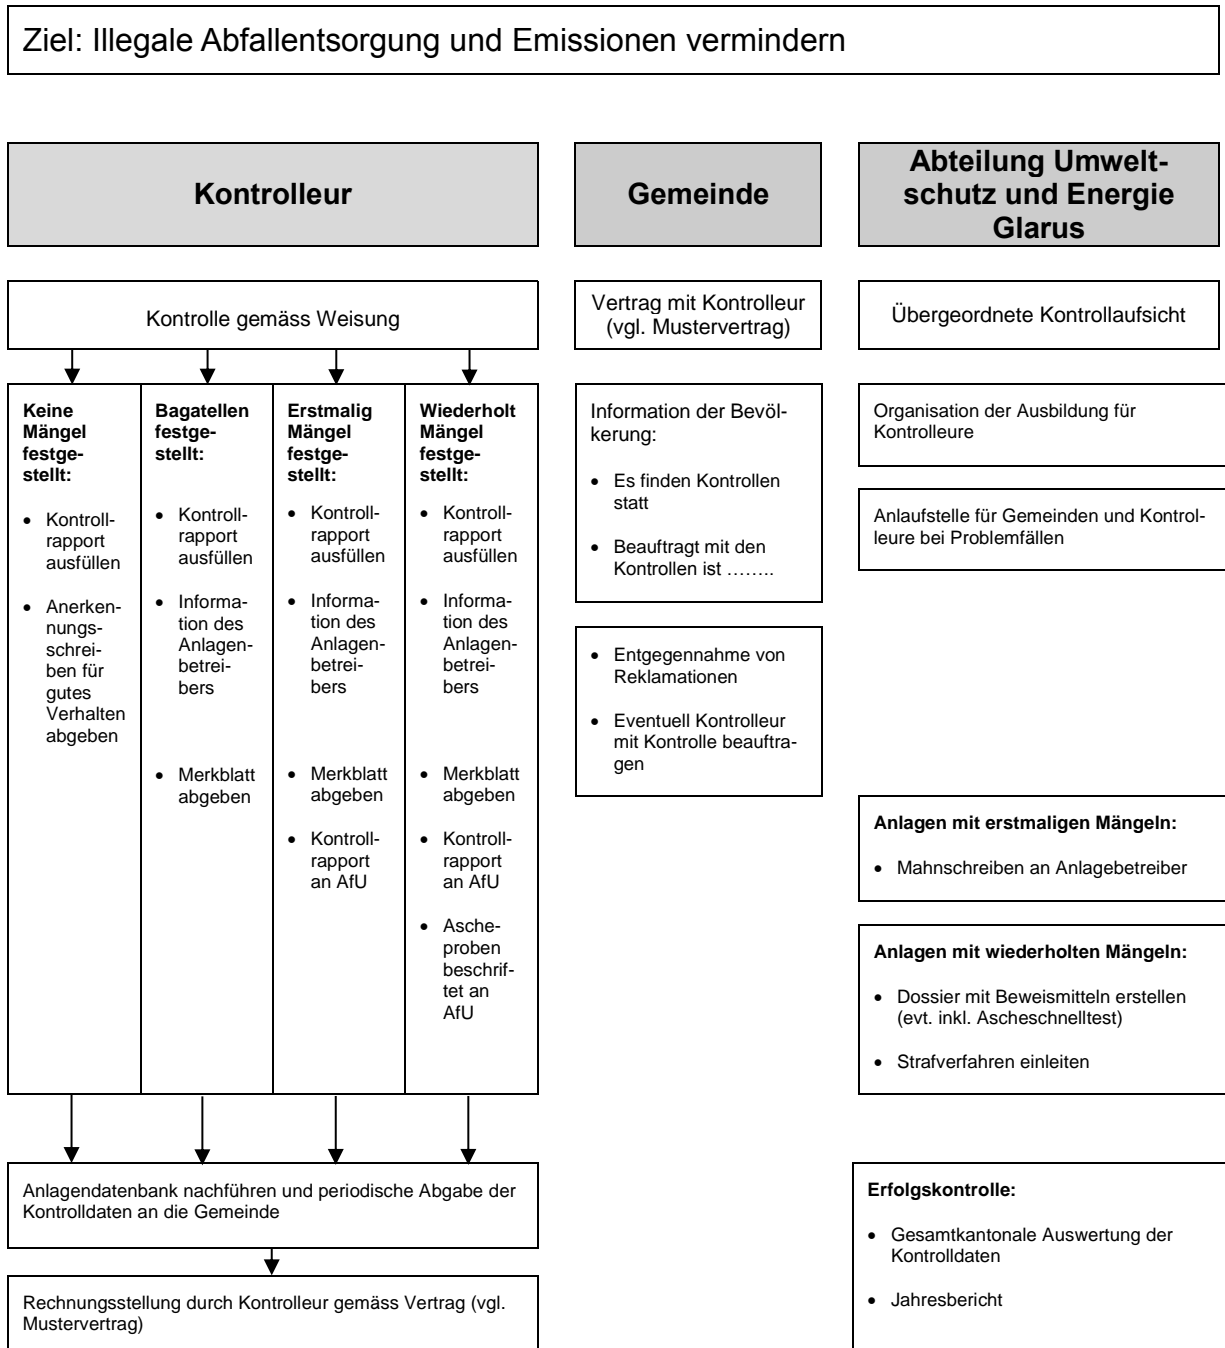 Ziel: Illegale Abfallentsorgung und Emissionen vermindern
Kontrolleur
Gemeinde
Abteilung Umwelt-
schutz und Energie
Glarus
Kontrolle gemäss Weisung
Vertrag mit Kontrolleur
(vgl. Mustervertrag)
Übergeordnete Kontrollaufsicht
Keine
Mängel
festge-
stellt:
• Kontroll-
rapport
ausfüllen
• Anerken-
nungs-
schrei-
ben für
gutes
Verhalten
abgeben
Bagatellen
festge-
stellt:
• Kontroll-
rapport
ausfüllen
• Informa-
tion des
Anlagen-
betrei-
bers
• Merkblatt
abgeben
Erstmalig
Mängel
festge-
stellt:
• Kontroll-
rapport
ausfüllen
• Informa-
tion des
Anlagen-
betrei-
bers
• Merkblatt
abgeben
• Kontroll-
rapport
an AfU
Wiederholt
Mängel
festge-
stellt:
• Kontroll-
rapport
ausfüllen
• Informa-
tion des
Anlagen-
betrei-
bers
• Merkblatt
abgeben
• Kontroll-
rapport
an AfU
• Asche-
proben
beschrif-
tet an
AfU
Information der Bevöl-
kerung:
• Es finden Kontrollen
statt
• Beauftragt mit den
Kontrollen ist ……..
• Entgegennahme von
Reklamationen
• Eventuell Kontrolleur
mit Kontrolle beauftra-
gen
Organisation der Ausbildung für
Kontrolleure
Anlaufstelle für Gemeinden und Kontrol-
leure bei Problemfällen
Anlagen mit erstmaligen Mängeln:
• Mahnschreiben an Anlagebetreiber
Anlagen mit wiederholten Mängeln:
• Dossier mit Beweismitteln erstellen
(evt. inkl. Ascheschnelltest)
• Strafverfahren einleiten
Anlagendatenbank nachführen und periodische Abgabe der
Kontrolldaten an die Gemeinde
Rechnungsstellung durch Kontrolleur gemäss Vertrag (vgl.
Mustervertrag)
Erfolgskontrolle:
• Gesamtkantonale Auswertung der
Kontrolldaten
• Jahresbericht